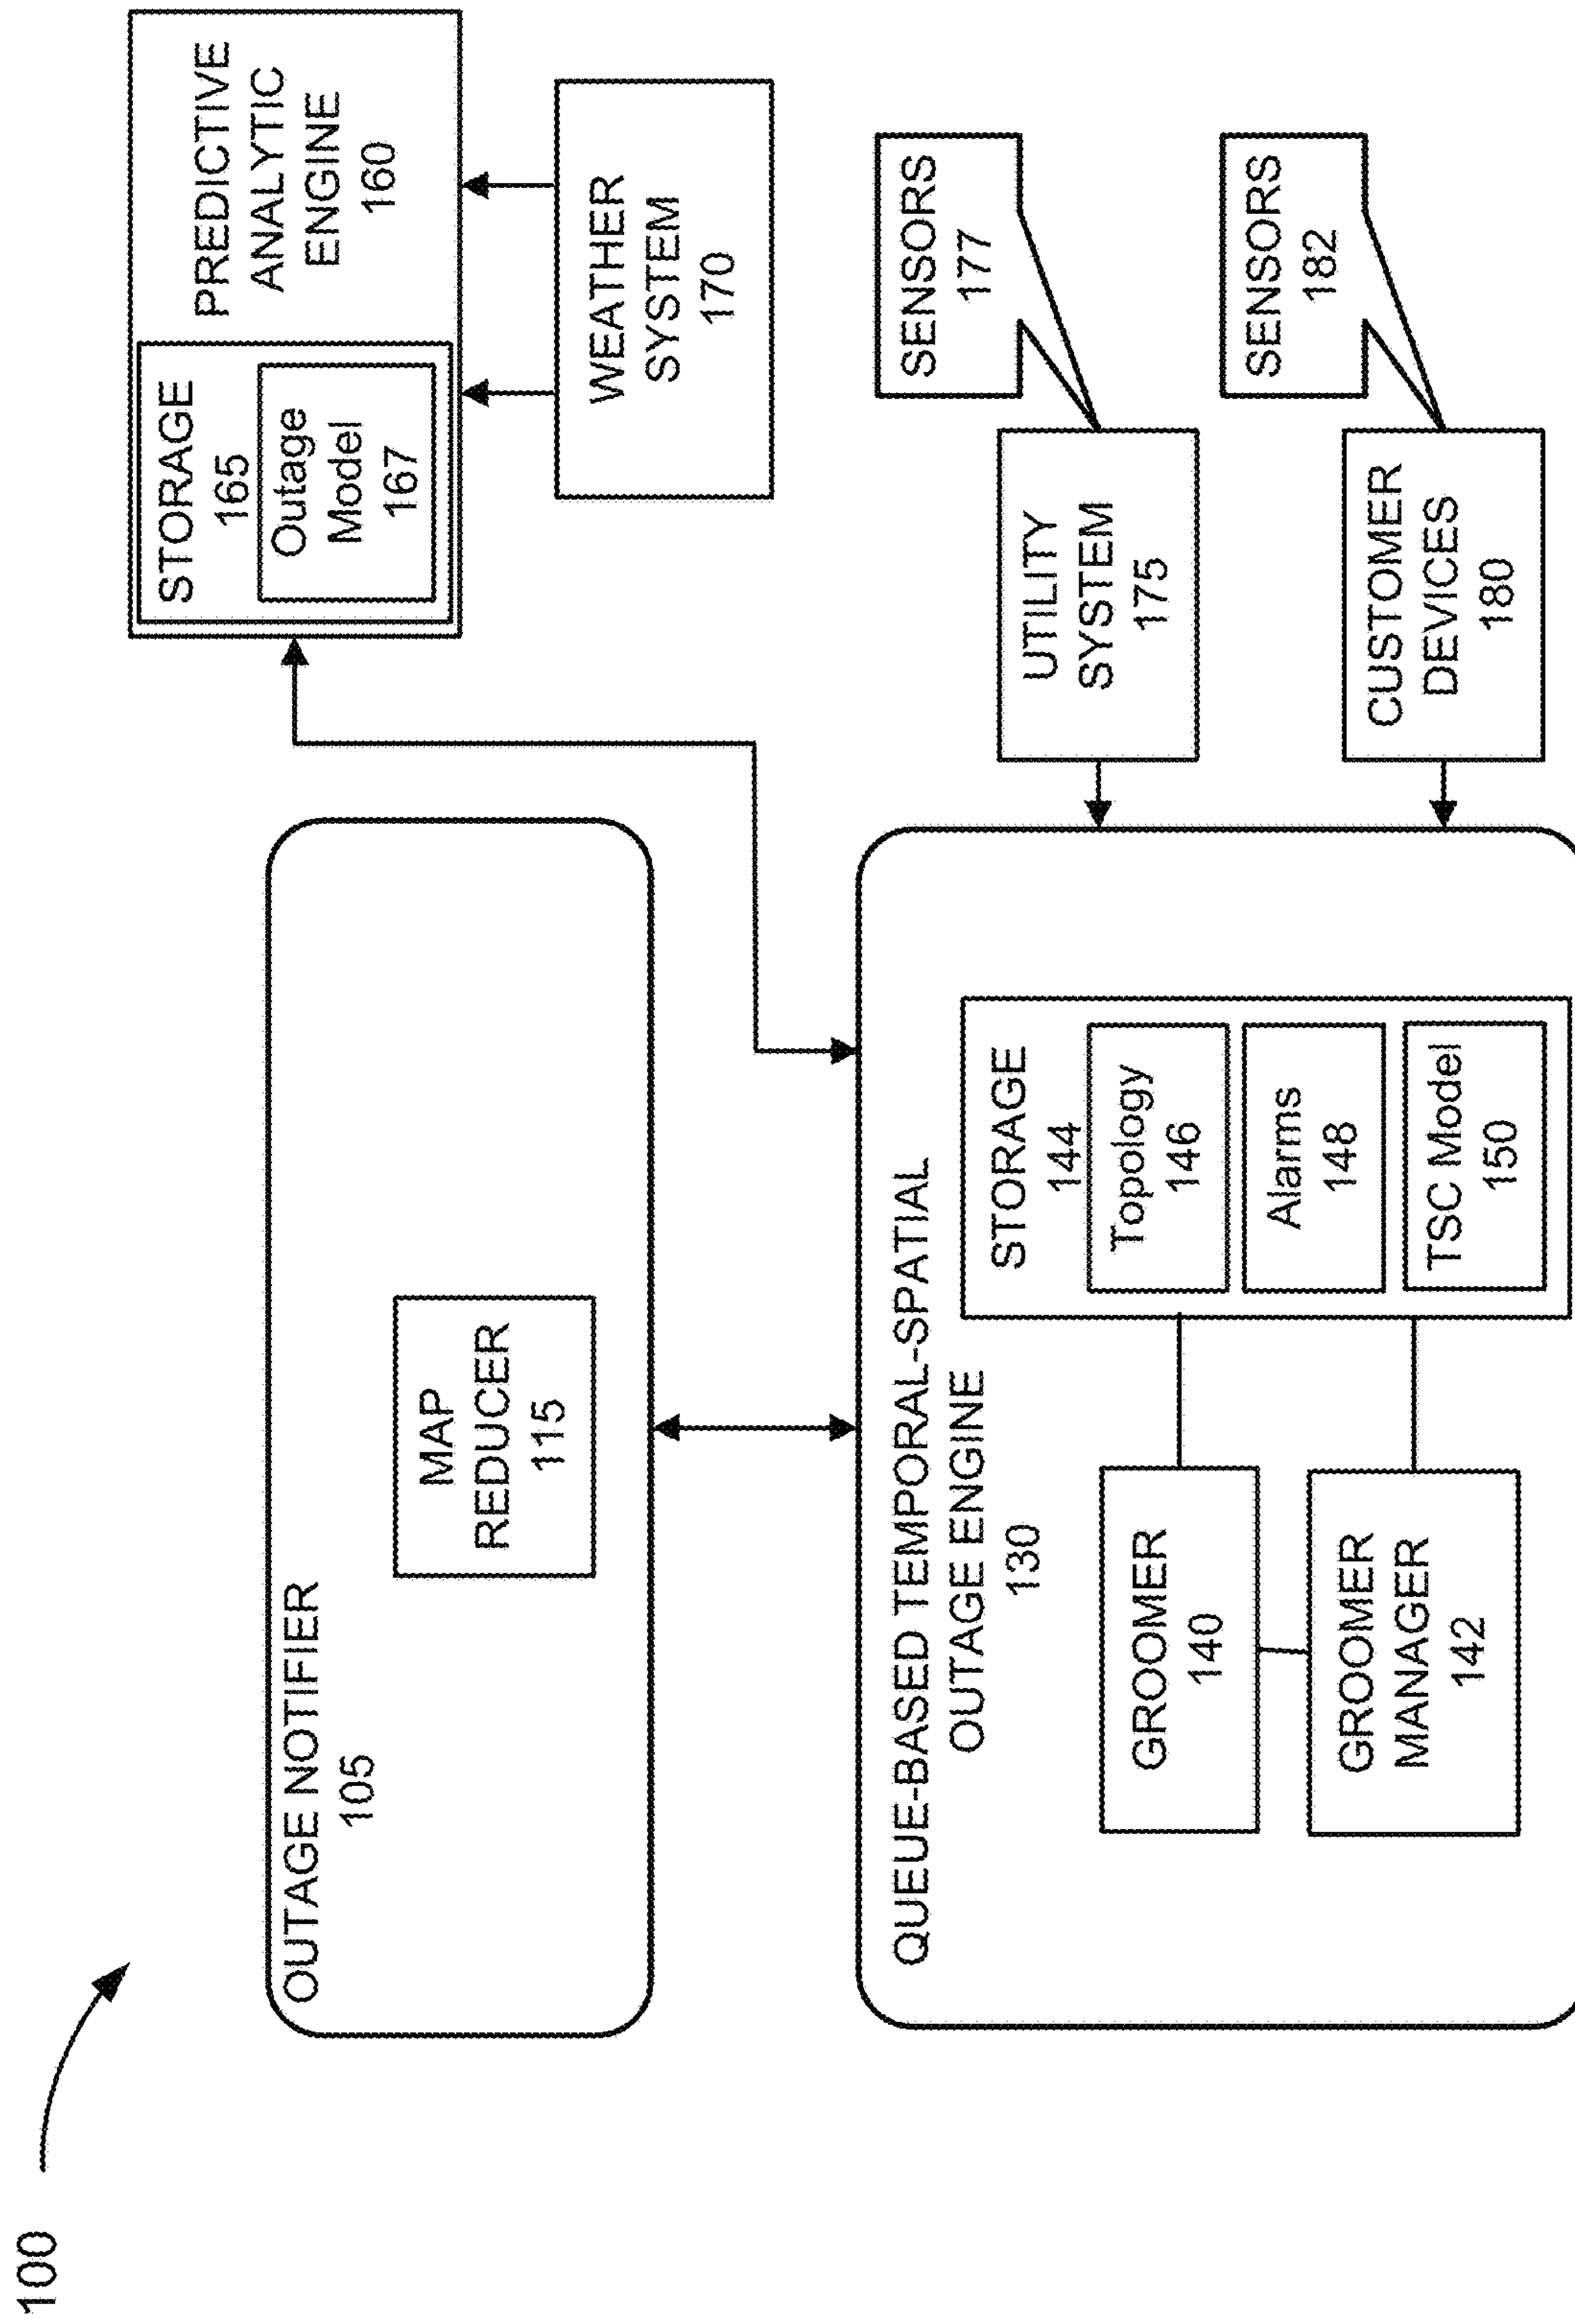 100
OUTAGE NOTIFIER
105
MAP
REDUCER
115
STORAGE
165
Outage
Model
167
PREDICTIVE
ANALYTIC
ENGINE
160
WEATHER
SYSTEM
170
QUEUE-BASED TEMPORAL-SPATIAL
OUTAGE ENGINE
130
GROOMER
140
GROOMER
MANAGER
142
STORAGE
144
Topology
146
Alarms
148
TSC Model
150
UTILITY
SYSTEM
175
SENSORS
177
CUSTOMER
DEVICES
180
SENSORS
182